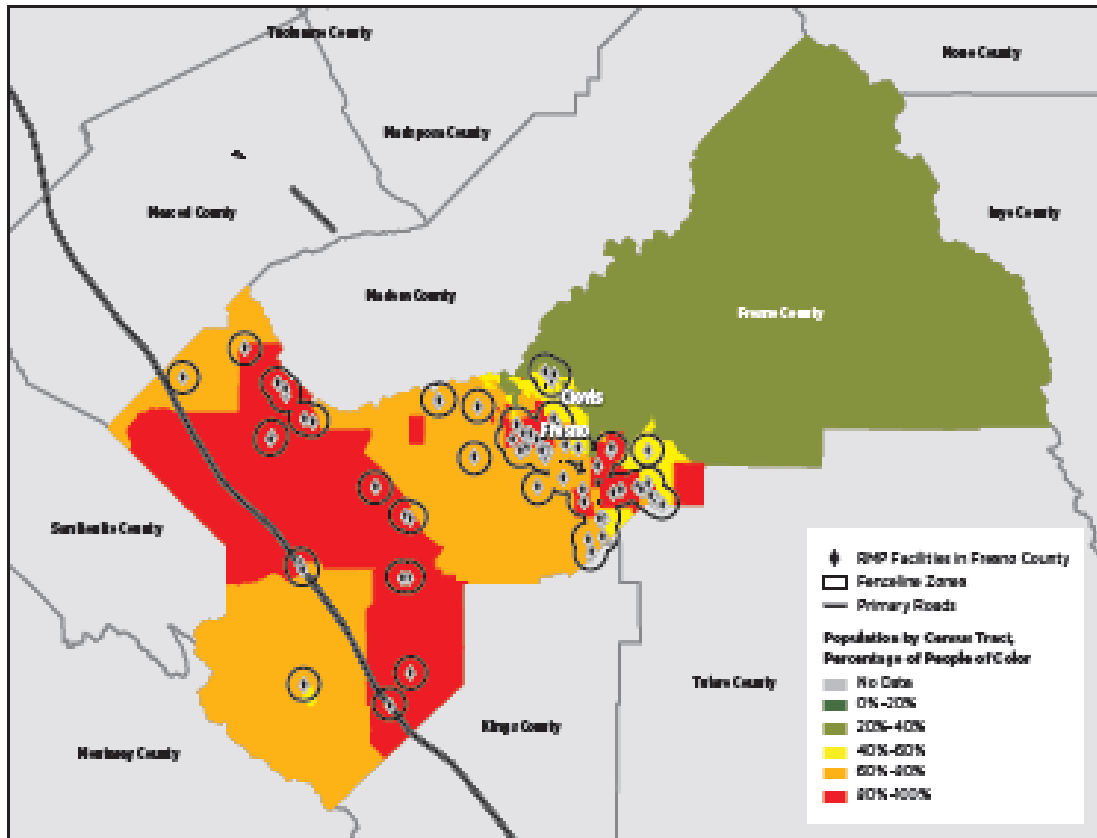 Tuolumne County
Mono County
Mariposa County
Merced County
Inyo County
Madera County
Fresno County
Clovis
Fresno
San Benito County
Tulare County
Kings County
Monterey County
RMP Facilities in Fresno County
Fenceline Zones
Primary Roads
Population by Census Tract,
Percentage of People of Color
No Data
0%-20%
20%-40%
40%-60%
60%-80%
80%-100%